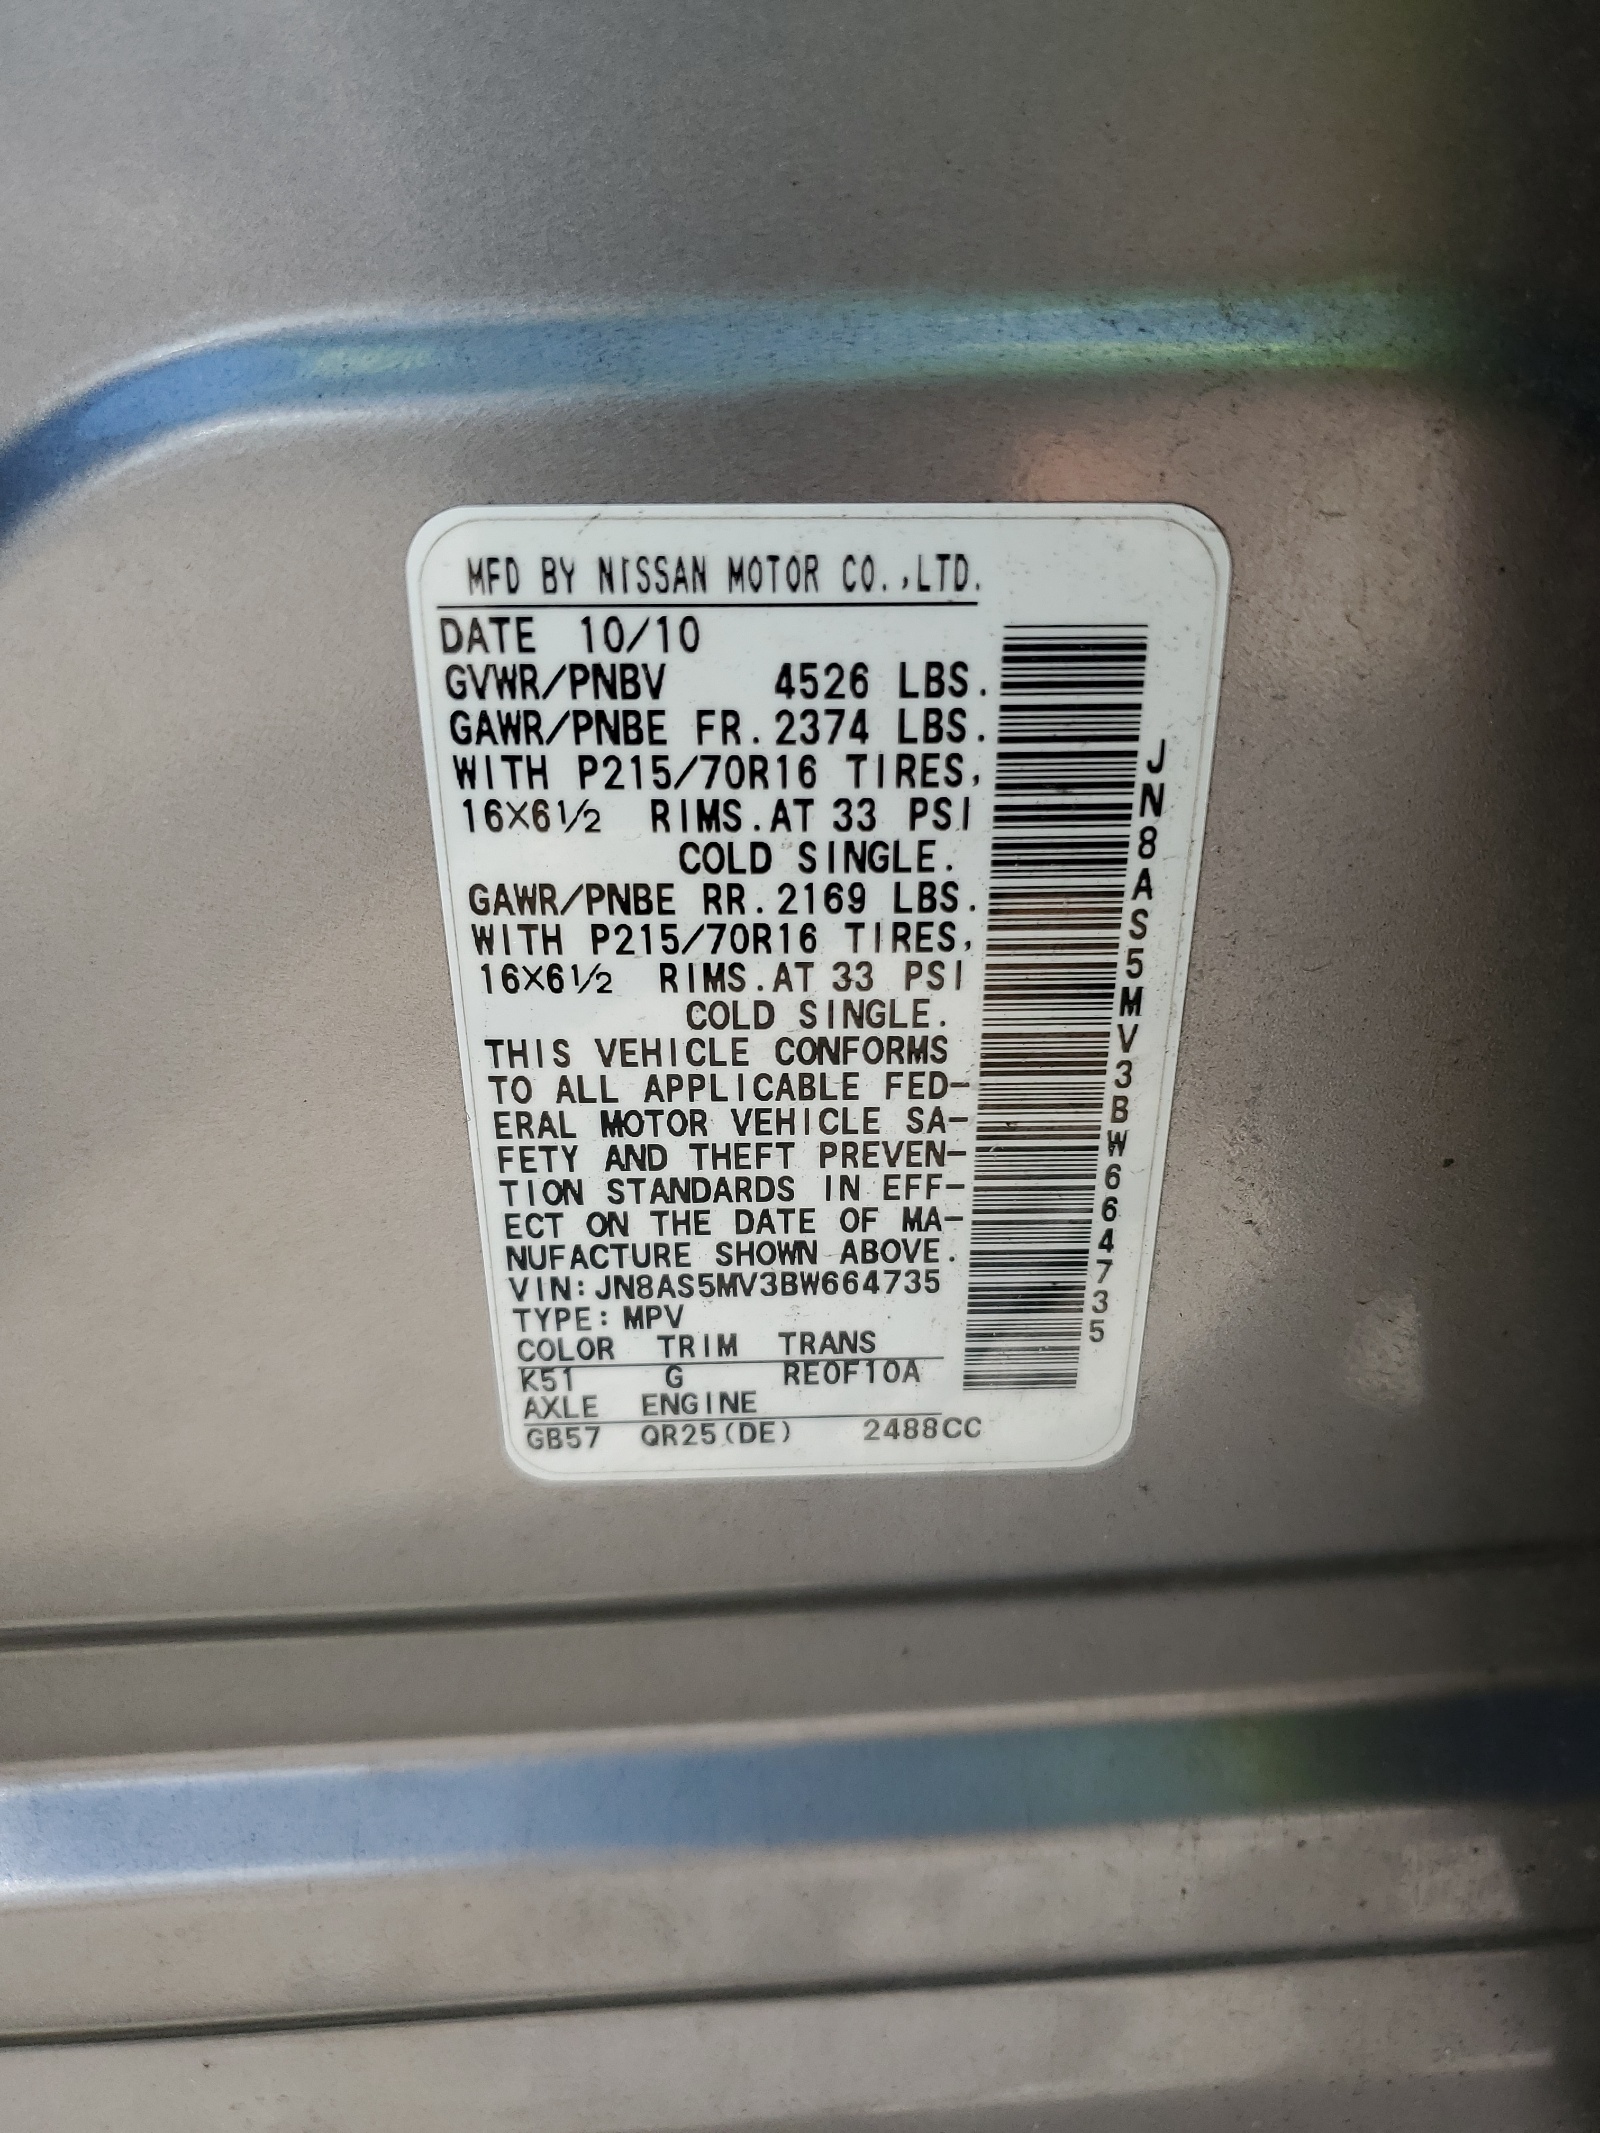 MFD BY NISSAN MOTOR CO.,LTD.
DATE 10/10
GVWR/PNBV 4526 LBS.
GAWR/PNBE FR. 2374 LBS.
WITH P215/70R16 TIRES,
16X6½ RIMS. AT 33 PSI
COLD SINGLE.
GAWR/PNBE RR. 2169 LBS.
WITH P215/70R16 TIRES,
16X6½ RIMS. AT 33 PSI
COLD SINGLE.
THIS VEHICLE CONFORMS
TO ALL APPLICABLE FED-
ERAL MOTOR VEHICLE SA-
FETY AND THEFT PREVEN-
TION STANDARDS IN EFF-
ECT ON THE DATE OF MA-
NUFACTURE SHOWN ABOVE.
VIN: JN8AS5MV3BW664735
TYPE: MPV
COLOR TRIM TRANS
K51 G RE0F10A
AXLE ENGINE
GB57 QR25(DE) 2488CC
JN8AS5MV3BW664735